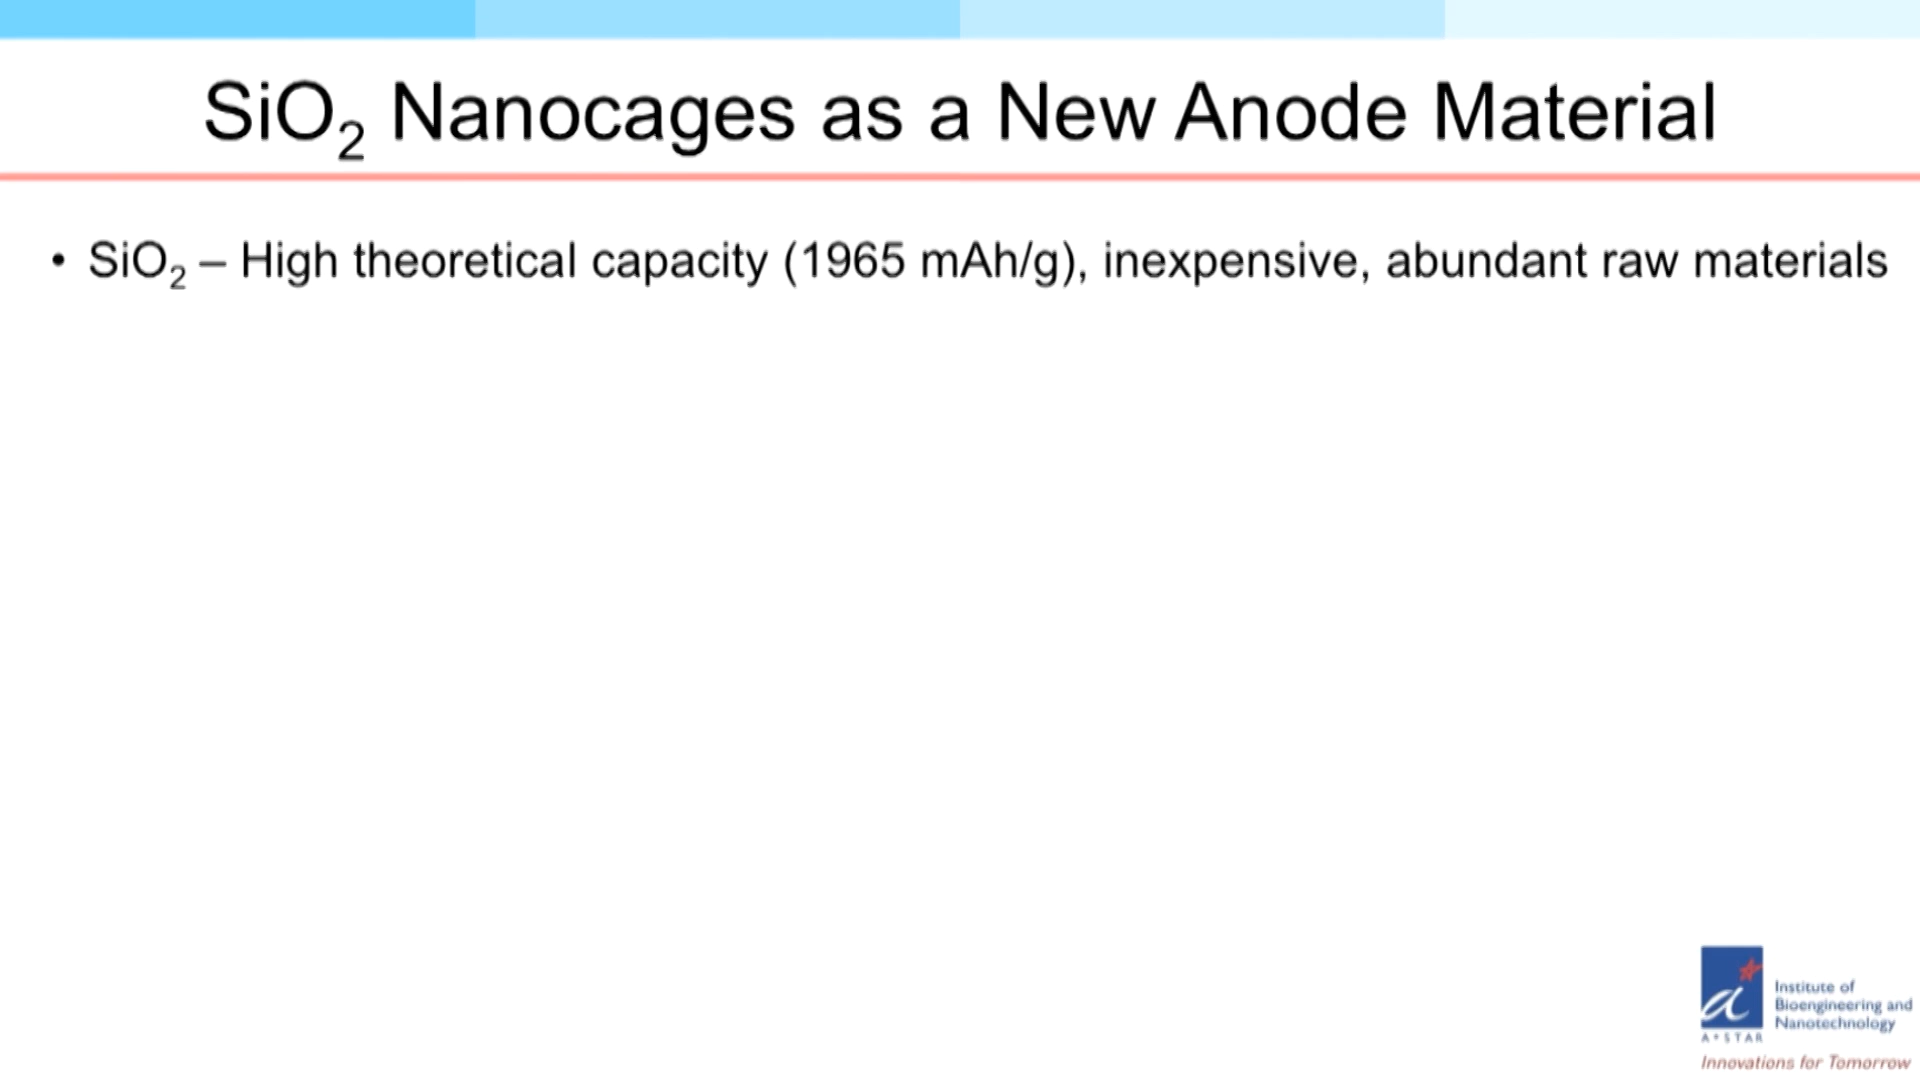 SiO₂ Nanocages as a New Anode Material
• SiO₂ – High theoretical capacity (1965 mAh/g), inexpensive, abundant raw materials
Institute of
Bioengineering and
Nanotechnology
A*STAR
Innovations for Tomorrow